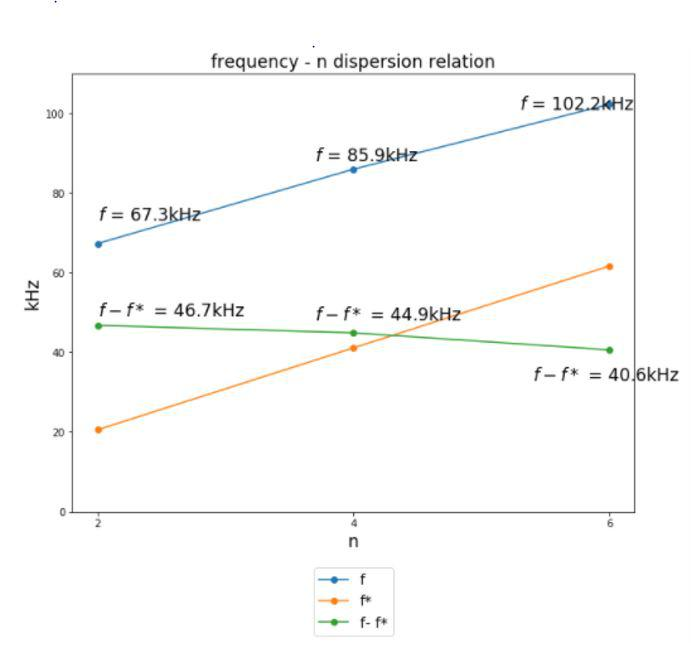 frequency - n dispersion relation
100
80
60
40
20
0
kHz
f = 102.2kHz
f = 85.9kHz
f = 67.3kHz
f − f* = 46.7kHz
f − f* = 44.9kHz
f − f* = 40.6kHz
2
4
6
n
f
f*
f- f*